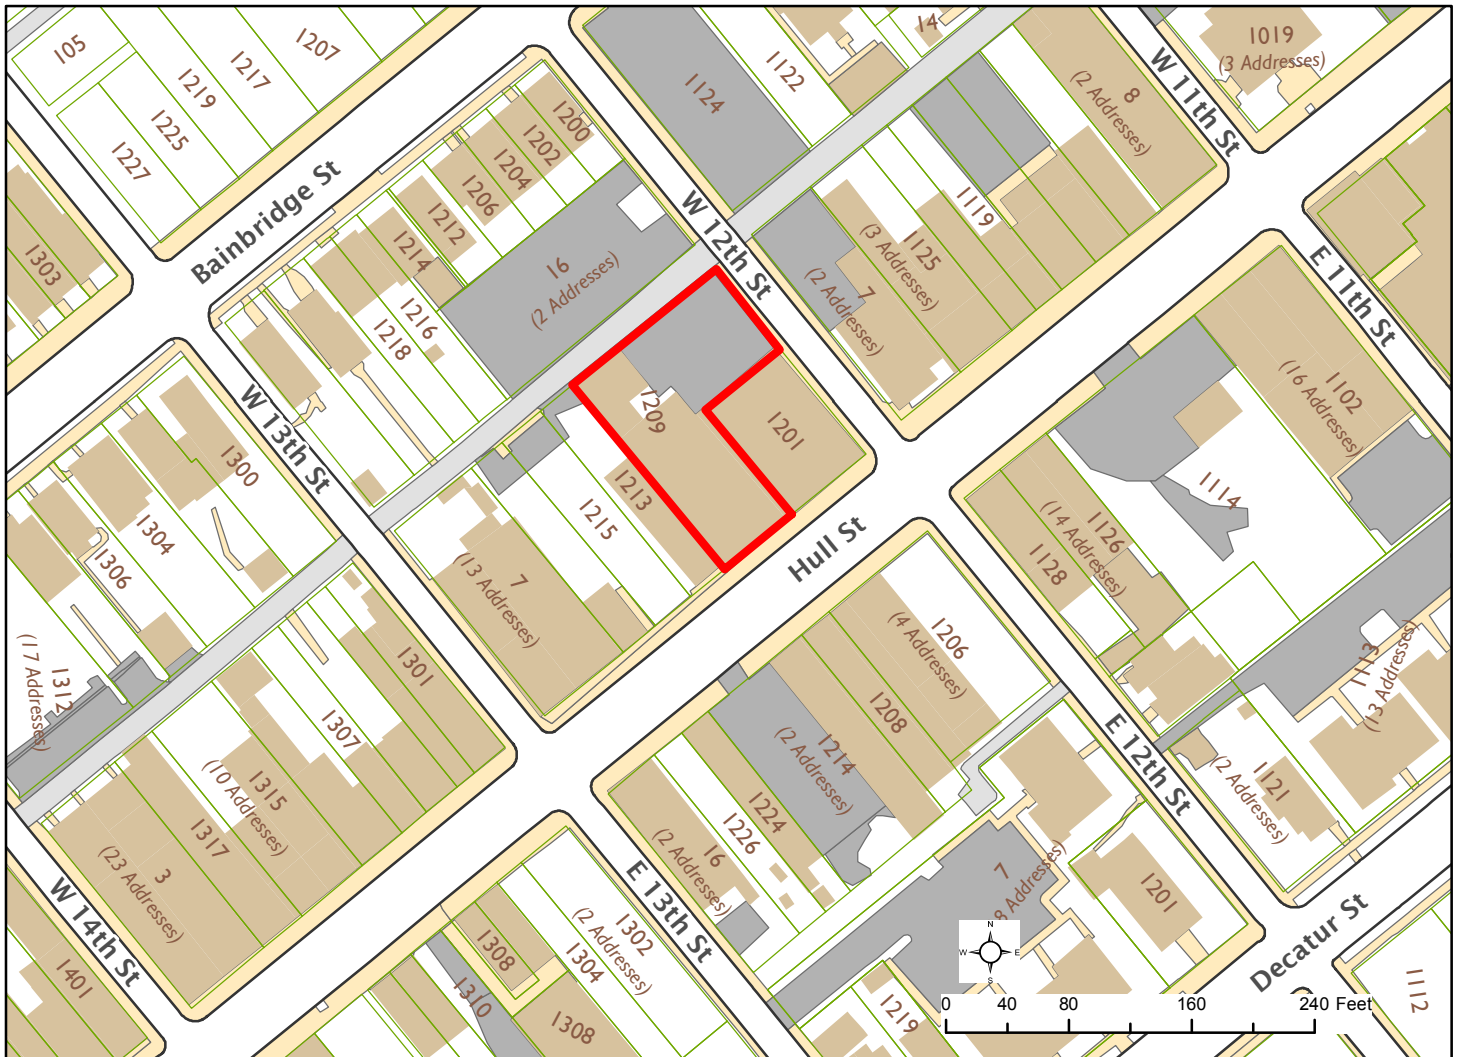 105
1207
1217
1219
1225
1227
1303
Bainbridge St
1200
1202
1204
1206
1212
1214
1216
1218
16
(2 Addresses)
1124
1122
14
W 12th St
W 11th St
1019
(3 Addresses)
8
(2 Addresses)
1119
1125
(3 Addresses)
7
(2 Addresses)
E 11th St
1102
(16 Addresses)
1209
1201
1213
1215
7
(13 Addresses)
W 13th St
1300
1304
1306
1312
(17 Addresses)
Hull St
1114
1126
(14 Addresses)
1128
1113
(13 Addresses)
1206
(4 Addresses)
1208
1214
(2 Addresses)
1224
1226
16
(2 Addresses)
E 12th St
1121
(2 Addresses)
1201
7
8 Addresses)
1301
1307
1315
(10 Addresses)
1317
3
(23 Addresses)
W 14th St
1401
E 13th St
1302
(2 Addresses)
1304
1308
1310
1308
1219
Decatur St
1112
N
W E
S
0 40 80 160 240 Feet